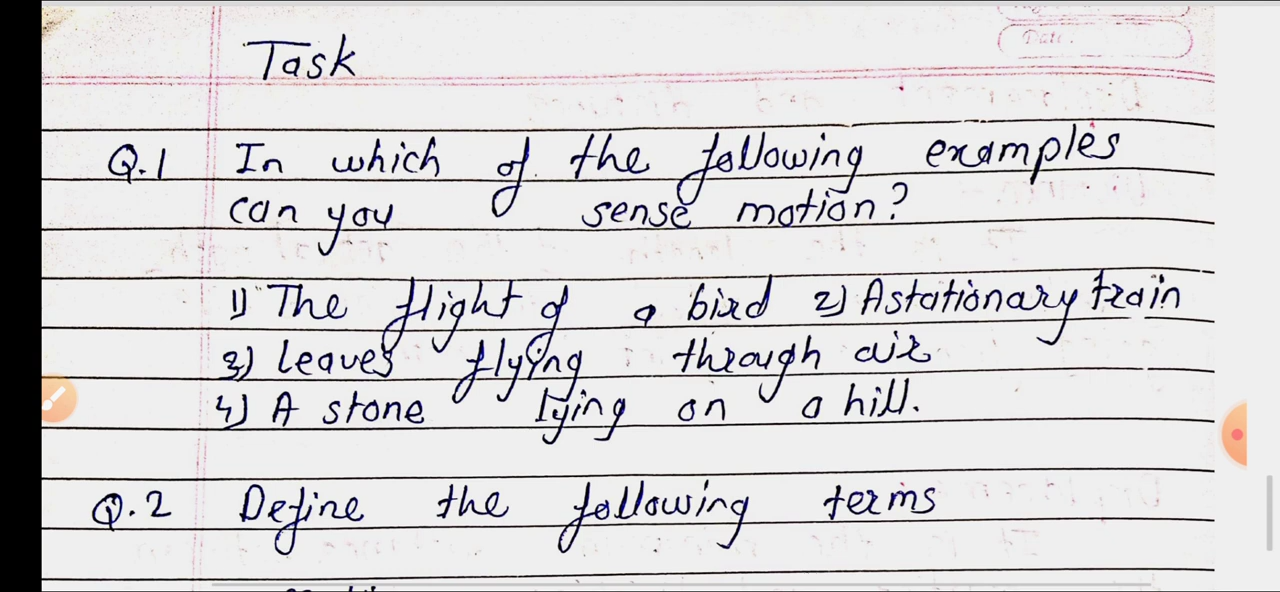 Date.
Task
Q.1 In which of the following examples
can you sense motion?
1) The flight of a bird 2) A stationary train
3) leaves flying through air
4) A stone lying on a hill.
Q.2 Define the following terms